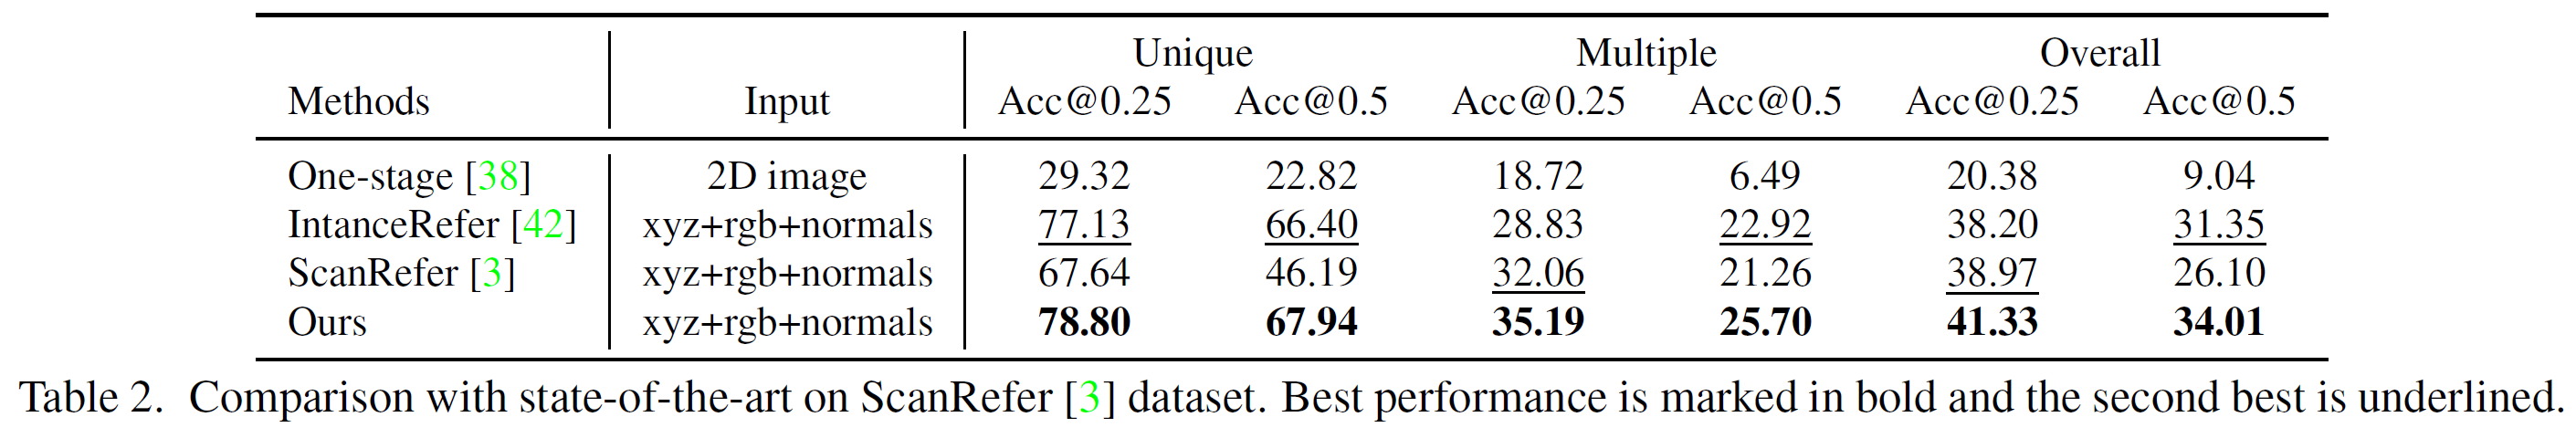 Unique Multiple Overall
Methods Input Acc@0.25 Acc@0.5 Acc@0.25 Acc@0.5 Acc@0.25 Acc@0.5
One-stage [38] 2D image 29.32 22.82 18.72 6.49 20.38 9.04
IntanceRefer [42] xyz+rgb+normals 77.13 66.40 28.83 22.92 38.20 31.35
ScanRefer [3] xyz+rgb+normals 67.64 46.19 32.06 21.26 38.97 26.10
Ours xyz+rgb+normals 78.80 67.94 35.19 25.70 41.33 34.01
Table 2. Comparison with state-of-the-art on ScanRefer [3] dataset. Best performance is marked in bold and the second best is underlined.